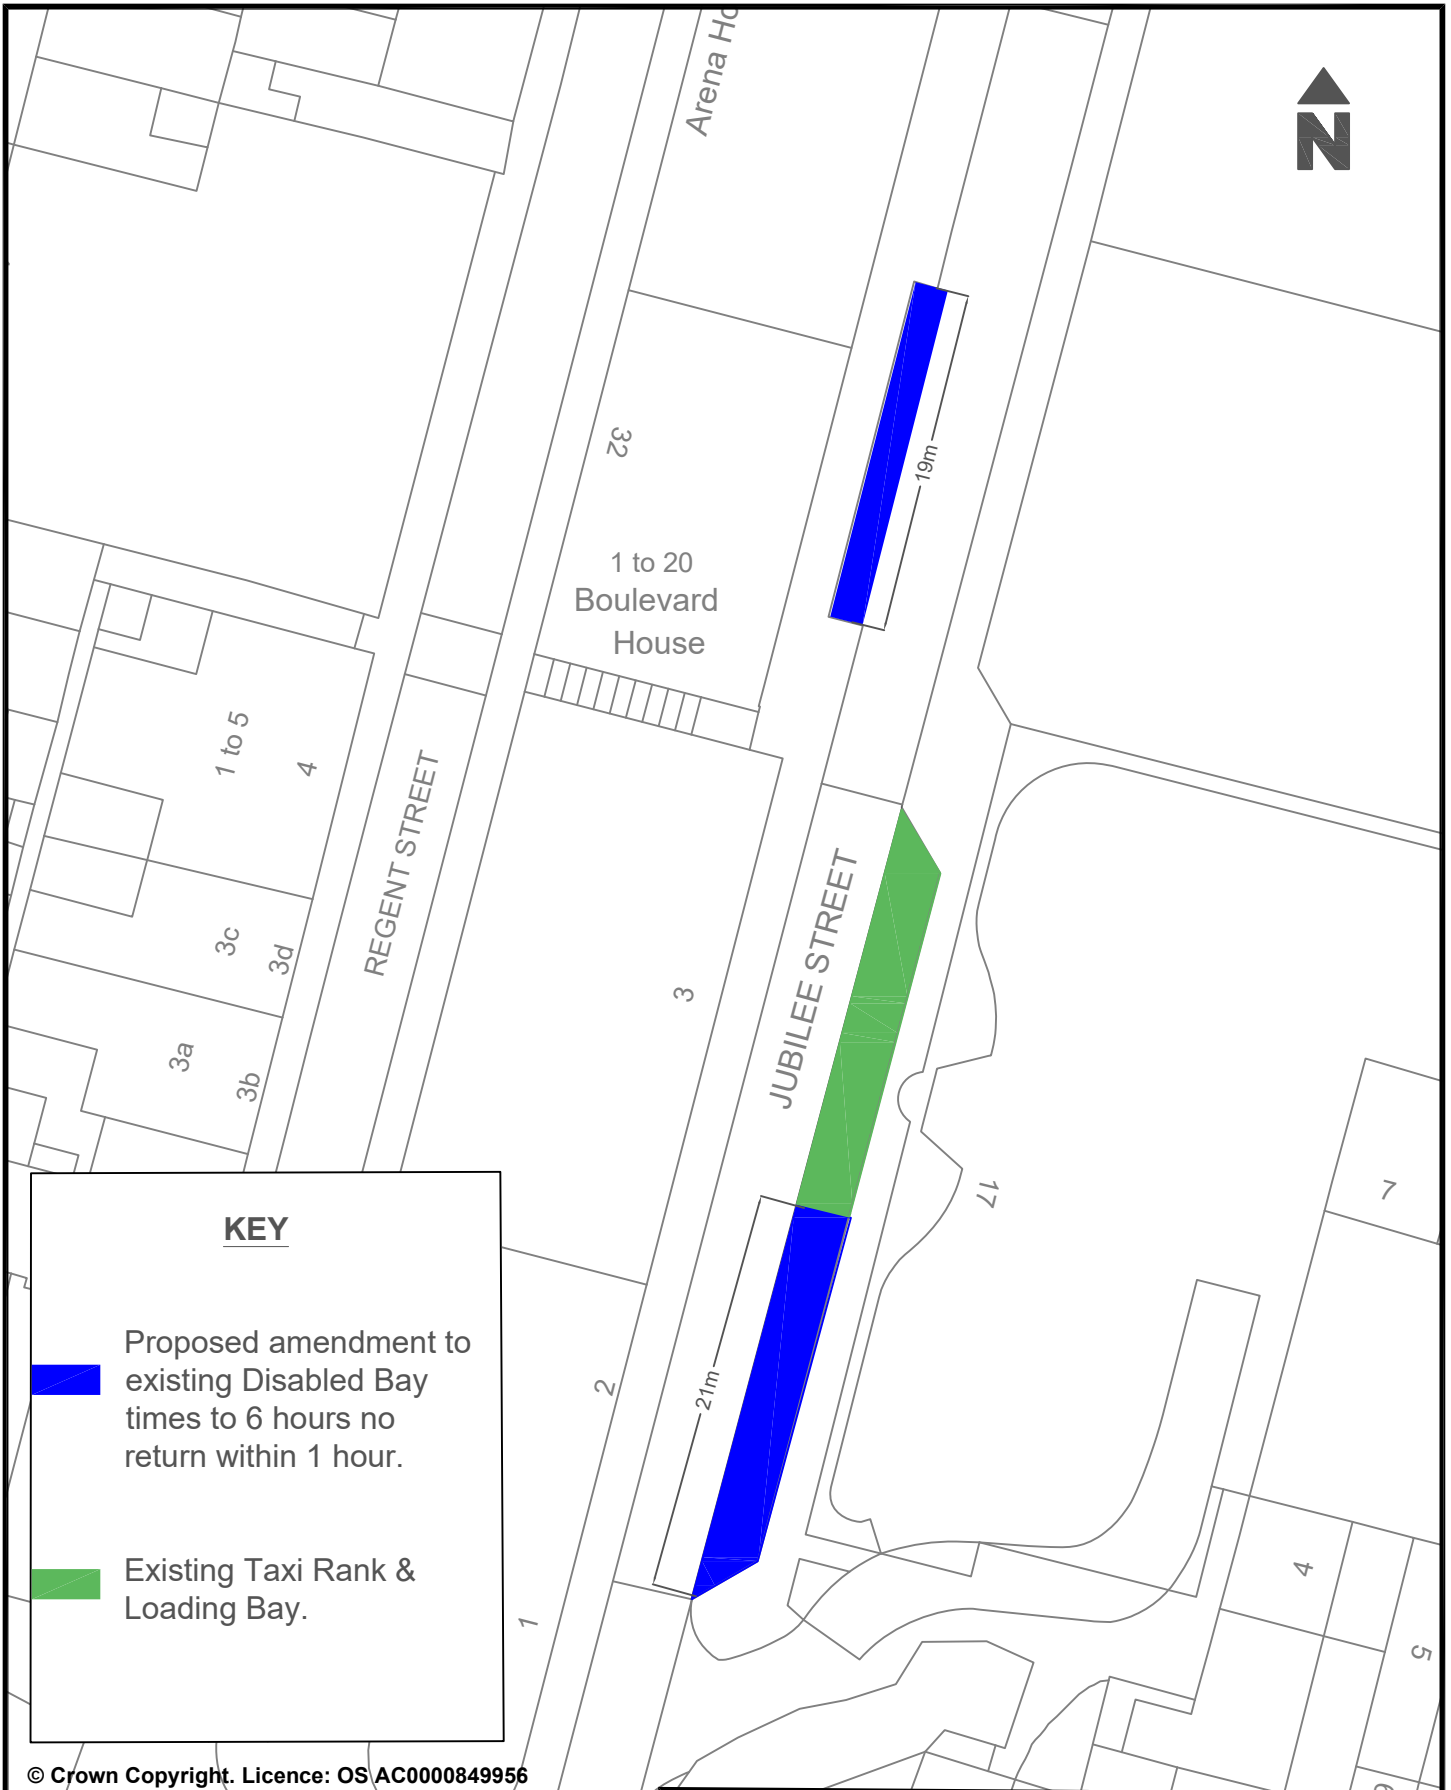 Arena Ho
N
32
19m
1 to 20
Boulevard
House
1 to 5
4
REGENT STREET
3c
3d
3a
3b
3
JUBILEE STREET
17
7
21m
2
1
4
5
KEY
Proposed amendment to
existing Disabled Bay
times to 6 hours no
return within 1 hour.
Existing Taxi Rank &
Loading Bay.
© Crown Copyright. Licence: OS AC0000849956